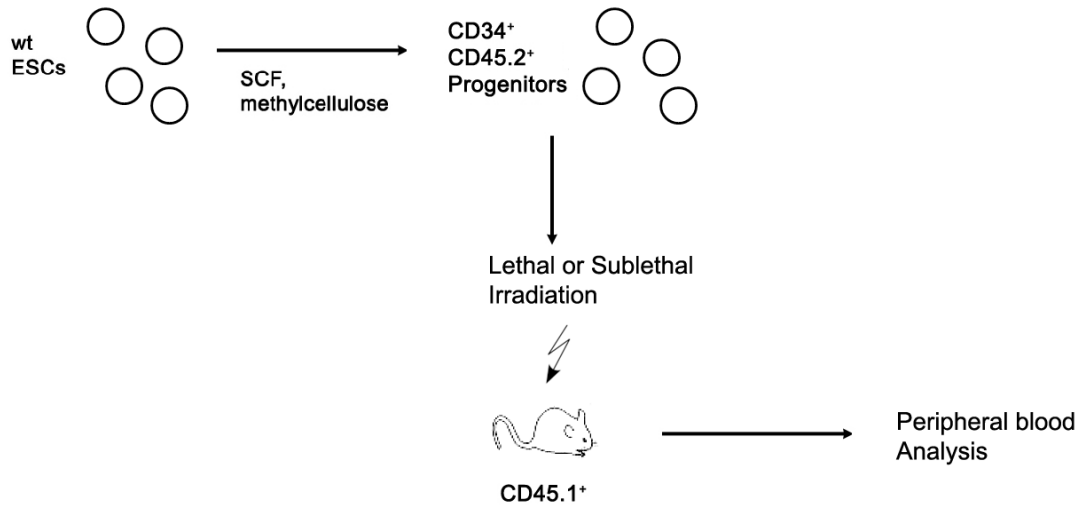 wt
ESCs
SCF,
methylcellulose
CD34⁺
CD45.2⁺
Progenitors
Lethal or Sublethal
Irradiation
CD45.1⁺
Peripheral blood
Analysis